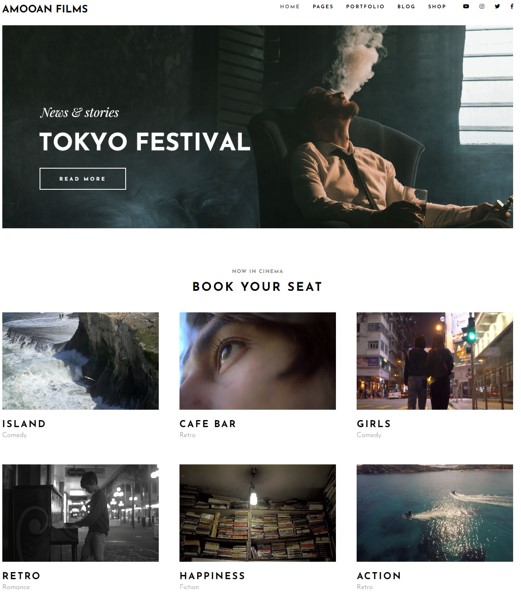 AMOOAN FILMS
HOME PAGES PORTFOLIO BLOG SHOP
News & stories
TOKYO FESTIVAL
READ MORE
NOW IN CINEMA
BOOK YOUR SEAT
ISLAND
Comedy
CAFE BAR
Retro
GIRLS
Comedy
RETRO
Romance
HAPPINESS
Fiction
ACTION
Retro